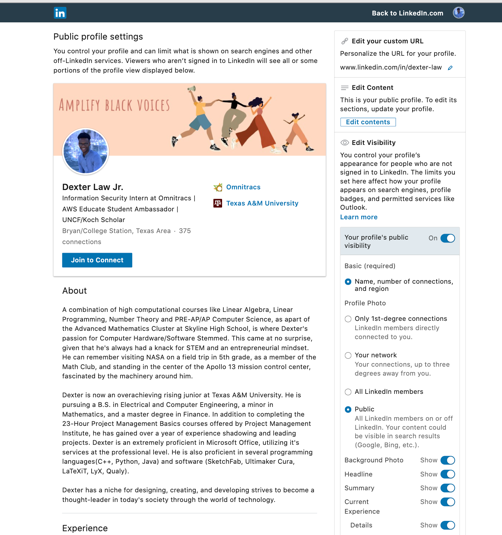 in
Back to LinkedIn.com
Public profile settings
You control your profile and can limit what is shown on search engines and other
off-LinkedIn services. Viewers who aren't signed in to LinkedIn will see all or some
portions of the profile view displayed below.
AMPLIFY BLACK VOICES
Dexter Law Jr.
Information Security Intern at Omnitracs |
AWS Educate Student Ambassador |
UNCF/Koch Scholar
Bryan/College Station, Texas Area · 375
connections
Omnitracs
Texas A&M University
Join to Connect
About
A combination of high computational courses like Linear Algebra, Linear
Programming, Number Theory and PRE-AP/AP Computer Science, as apart of
the Advanced Mathematics Cluster at Skyline High School, is where Dexter's
passion for Computer Hardware/Software Stemmed. This came at no surprise,
given that he's always had a knack for STEM and an entrepreneurial mindset.
He can remember visiting NASA on a field trip in 5th grade, as a member of the
Math Club, and standing in the center of the Apollo 13 mission control center,
fascinated by the machinery around him.
Dexter is now an overachieving rising junior at Texas A&M University. He is
pursuing a B.S. in Electrical and Computer Engineering, a minor in
Mathematics, and a master degree in Finance. In addition to completing the
23-Hour Project Management Basics courses offered by Project Management
Institute, he has gained over a year of experience shadowing and leading
projects. Dexter is an extremely proficient in Microsoft Office, utilizing it's
services at the professional level. He is also proficient in several programming
languages(C++, Python, Java) and software (SketchFab, Ultimaker Cura,
LaTeXiT, LyX, Qualy).
Dexter has a niche for designing, creating, and developing strives to become a
thought-leader in today's society through the world of technology.
Experience
Edit your custom URL
Personalize the URL for your profile.
www.linkedin.com/in/dexter-law
Edit Content
This is your public profile. To edit its
sections, update your profile.
Edit contents
Edit Visibility
You control your profile's
appearance for people who are not
signed in to LinkedIn. The limits you
set here affect how your profile
appears on search engines, profile
badges, and permitted services like
Outlook.
Learn more
Your profile's public
visibility
On
Basic (required)
Name, number of connections,
and region
Profile Photo
Only 1st-degree connections
LinkedIn members directly
connected to you.
Your network
Your connections, up to three
degrees away from you.
All LinkedIn members
Public
All LinkedIn members on or off
LinkedIn. Your content could
be visible in search results
(Google, Bing, etc.).
Background Photo Show
Headline Show
Summary Show
Current
Experience
Show
Details Show